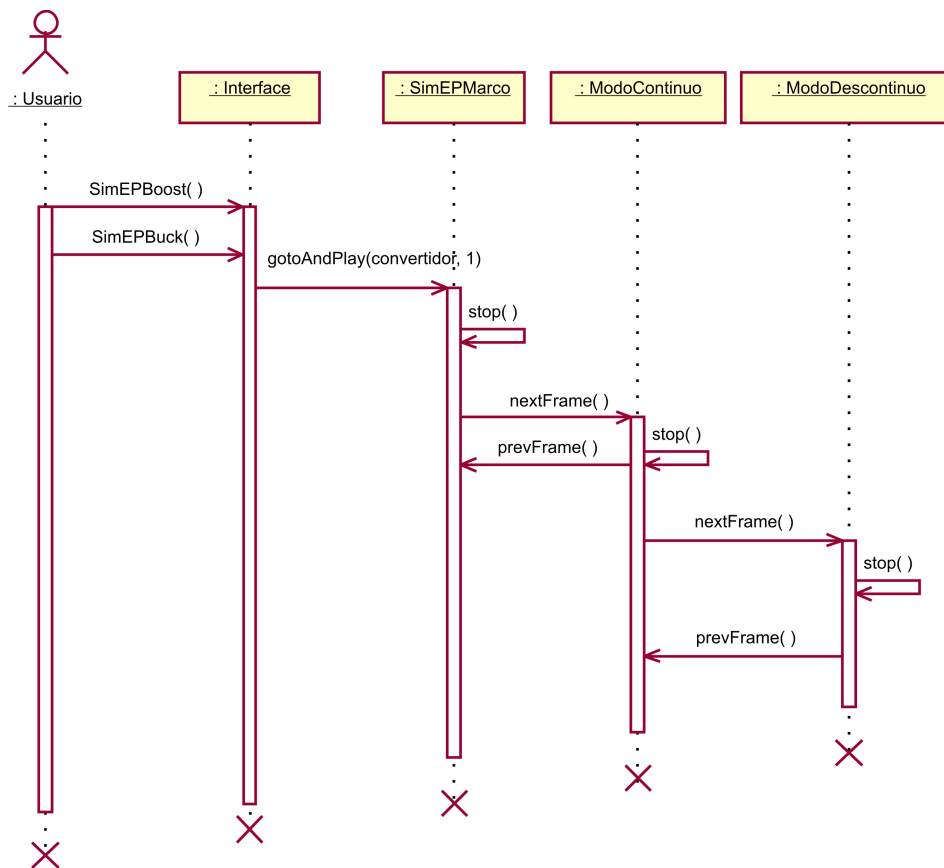 : Usuario
: Interface
: SimEPMarco
: ModoContinuo
: ModoDescontinuo
SimEPBoost( )
SimEPBuck( )
gotoAndPlay(convertidor, 1)
stop( )
nextFrame( )
stop( )
prevFrame( )
nextFrame( )
stop( )
prevFrame( )